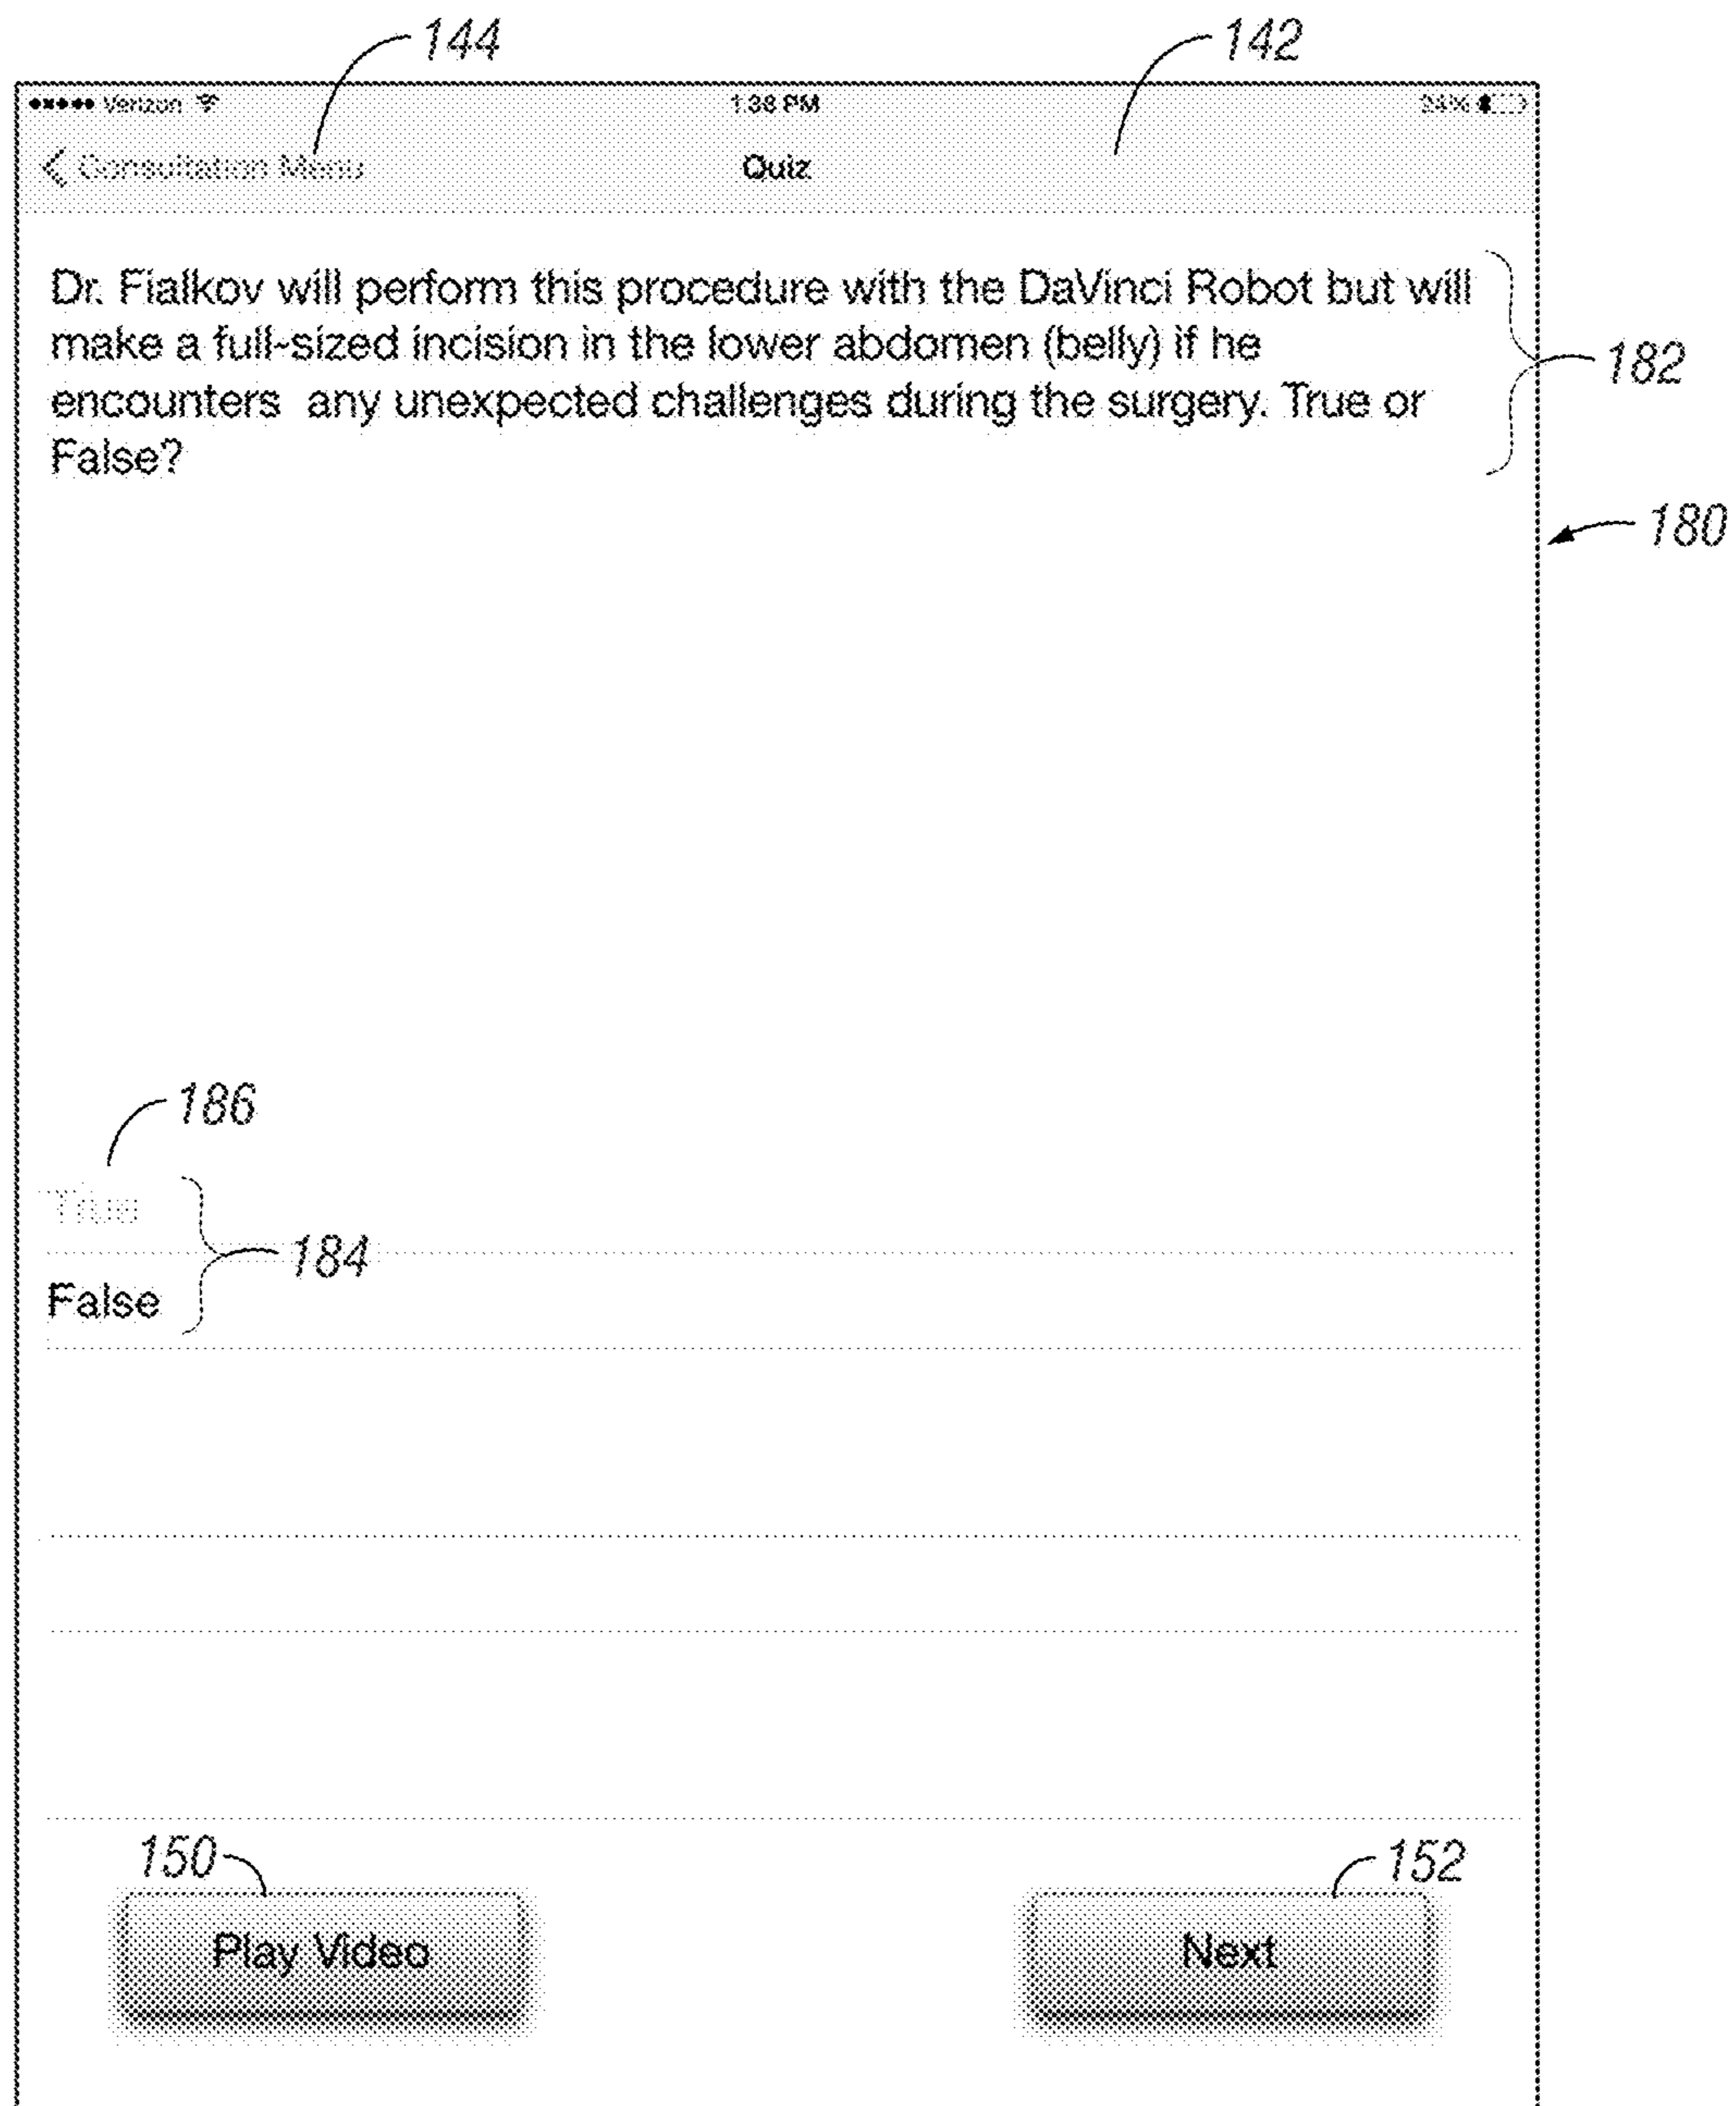 144
142
Verizon
1:38 PM
24%
Consultation Menu
Quiz
Dr. Fialkov will perform this procedure with the DaVinci Robot but will
make a full-sized incision in the lower abdomen (belly) if he
encounters any unexpected challenges during the surgery. True or
False?
182
180
186
True
184
False
150
152
Play Video
Next